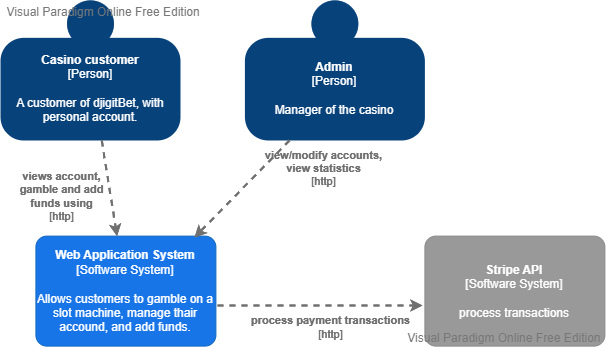 Visual Paradigm Online Free Edition
Casino customer
[Person]
A customer of djigitBet, with
personal account.
Admin
[Person]
Manager of the casino
views account,
gamble and add
funds using
[http]
view/modify accounts,
view statistics
[http]
Web Application System
[Software System]
Allows customers to gamble on a
slot machine, manage thair
accound, and add funds.
process payment transactions
[http]
Stripe API
[Software System]
process transactions
Visual Paradigm Online Free Edition